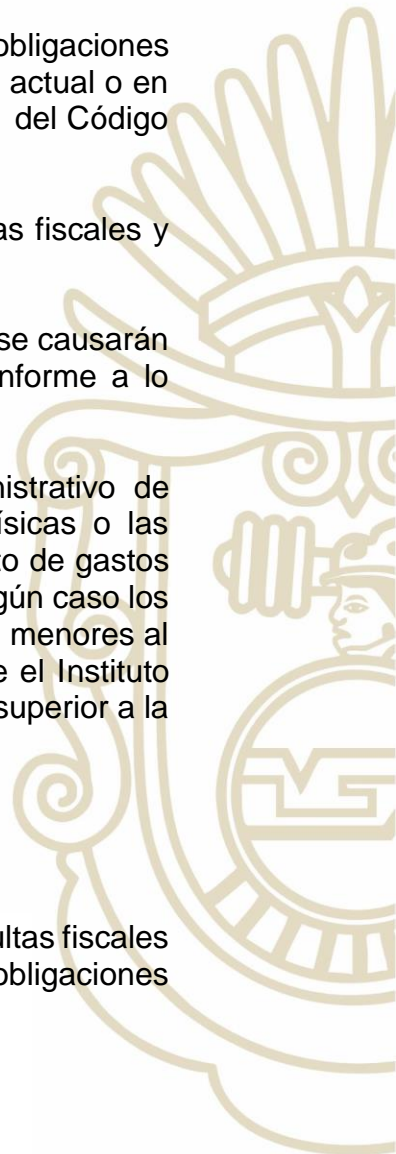 obligaciones
actual o en
del Código
as fiscales y
se causarán
nforme a lo
nistrativo de
ísicas o las
to de gastos
gún caso los
menores al
e el Instituto
superior a la
ultas fiscales
obligaciones